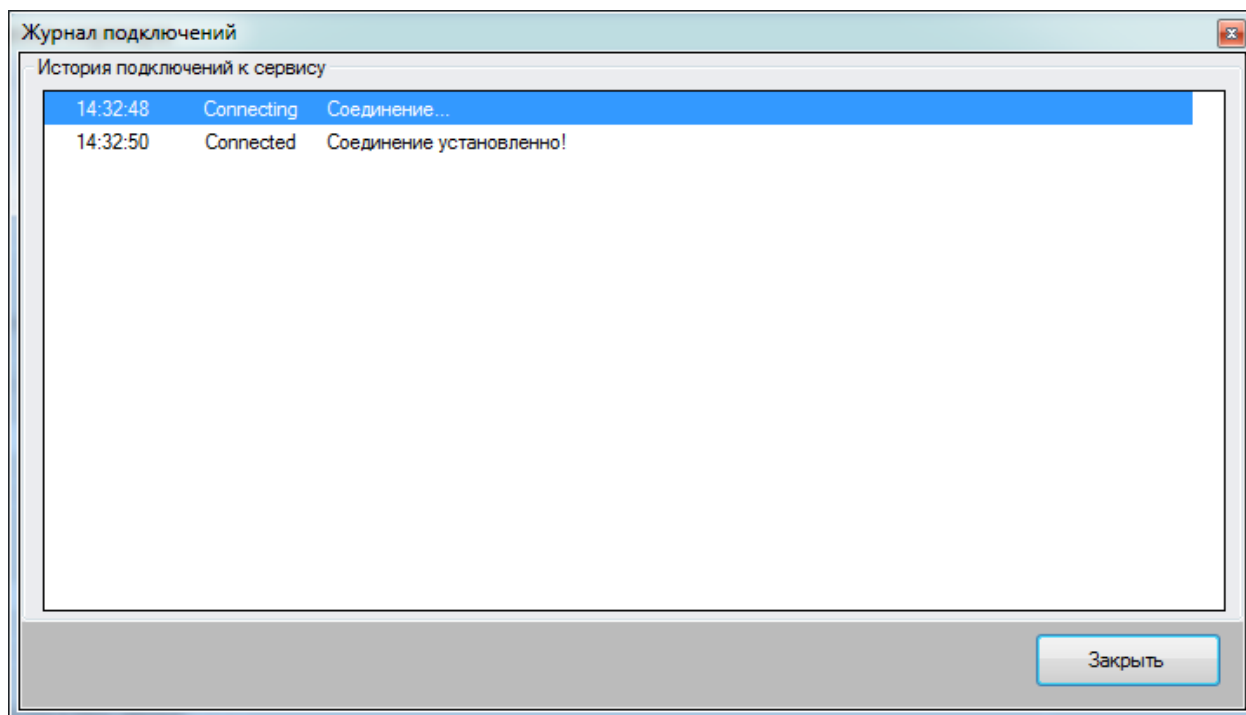 Журнал подключений
История подключений к сервису
14:32:48 Connecting Соединение...
14:32:50 Connected Соединение установленно!
Закрыть